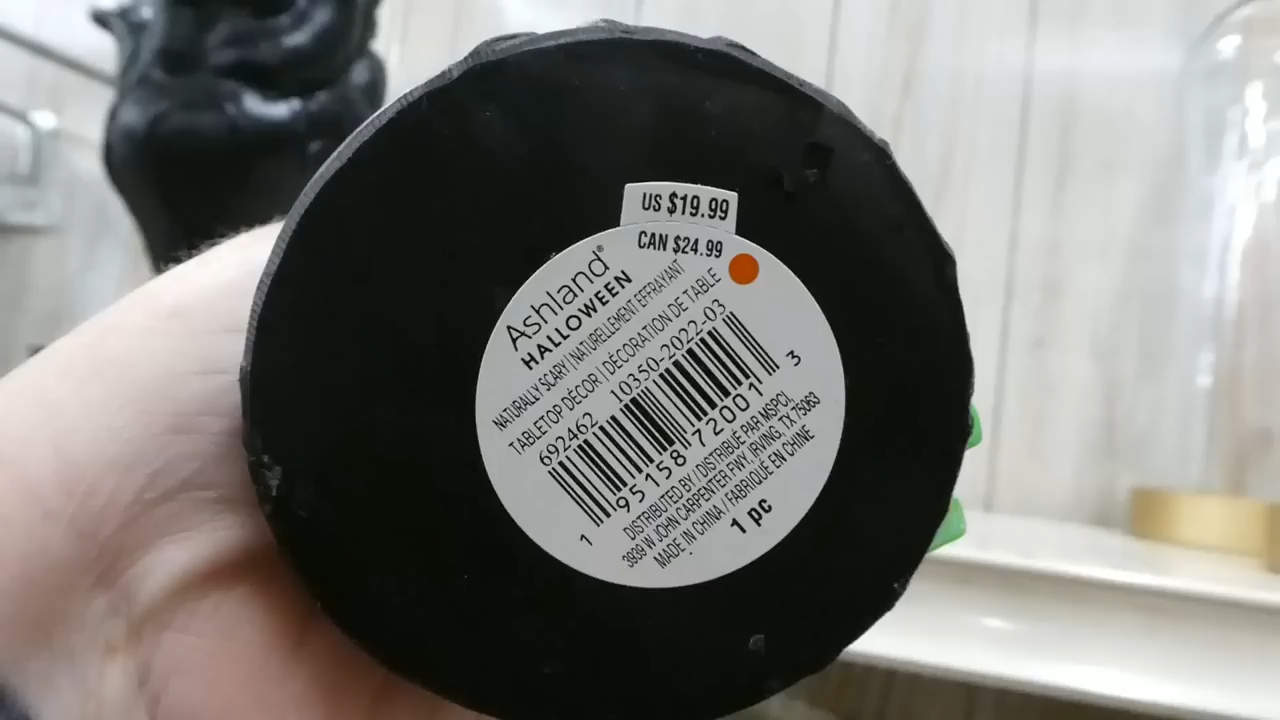 US $19.99
CAN $24.99
Ashland®
HALLOWEEN
NATURALLY SCARY | NATURELLEMENT EFFRAYANT
TABLETOP DÉCOR | DÉCORATION DE TABLE
692462 10350-2022-03
1 95158 72001 3
DISTRIBUTED BY / DISTRIBUÉ PAR MSPCI,
3939 W JOHN CARPENTER FWY, IRVING, TX 75063
MADE IN CHINA / FABRIQUÉ EN CHINE
1 pc